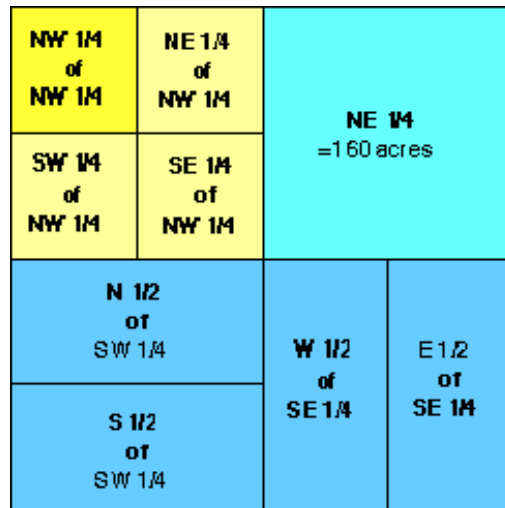 NW 1/4
of
NW 1/4
NE 1/4
of
NW 1/4
NE 1/4
=160 acres
SW 1/4
of
NW 1/4
SE 1/4
of
NW 1/4
N 1/2
of
SW 1/4
W 1/2
of
SE 1/4
E 1/2
of
SE 1/4
S 1/2
of
SW 1/4